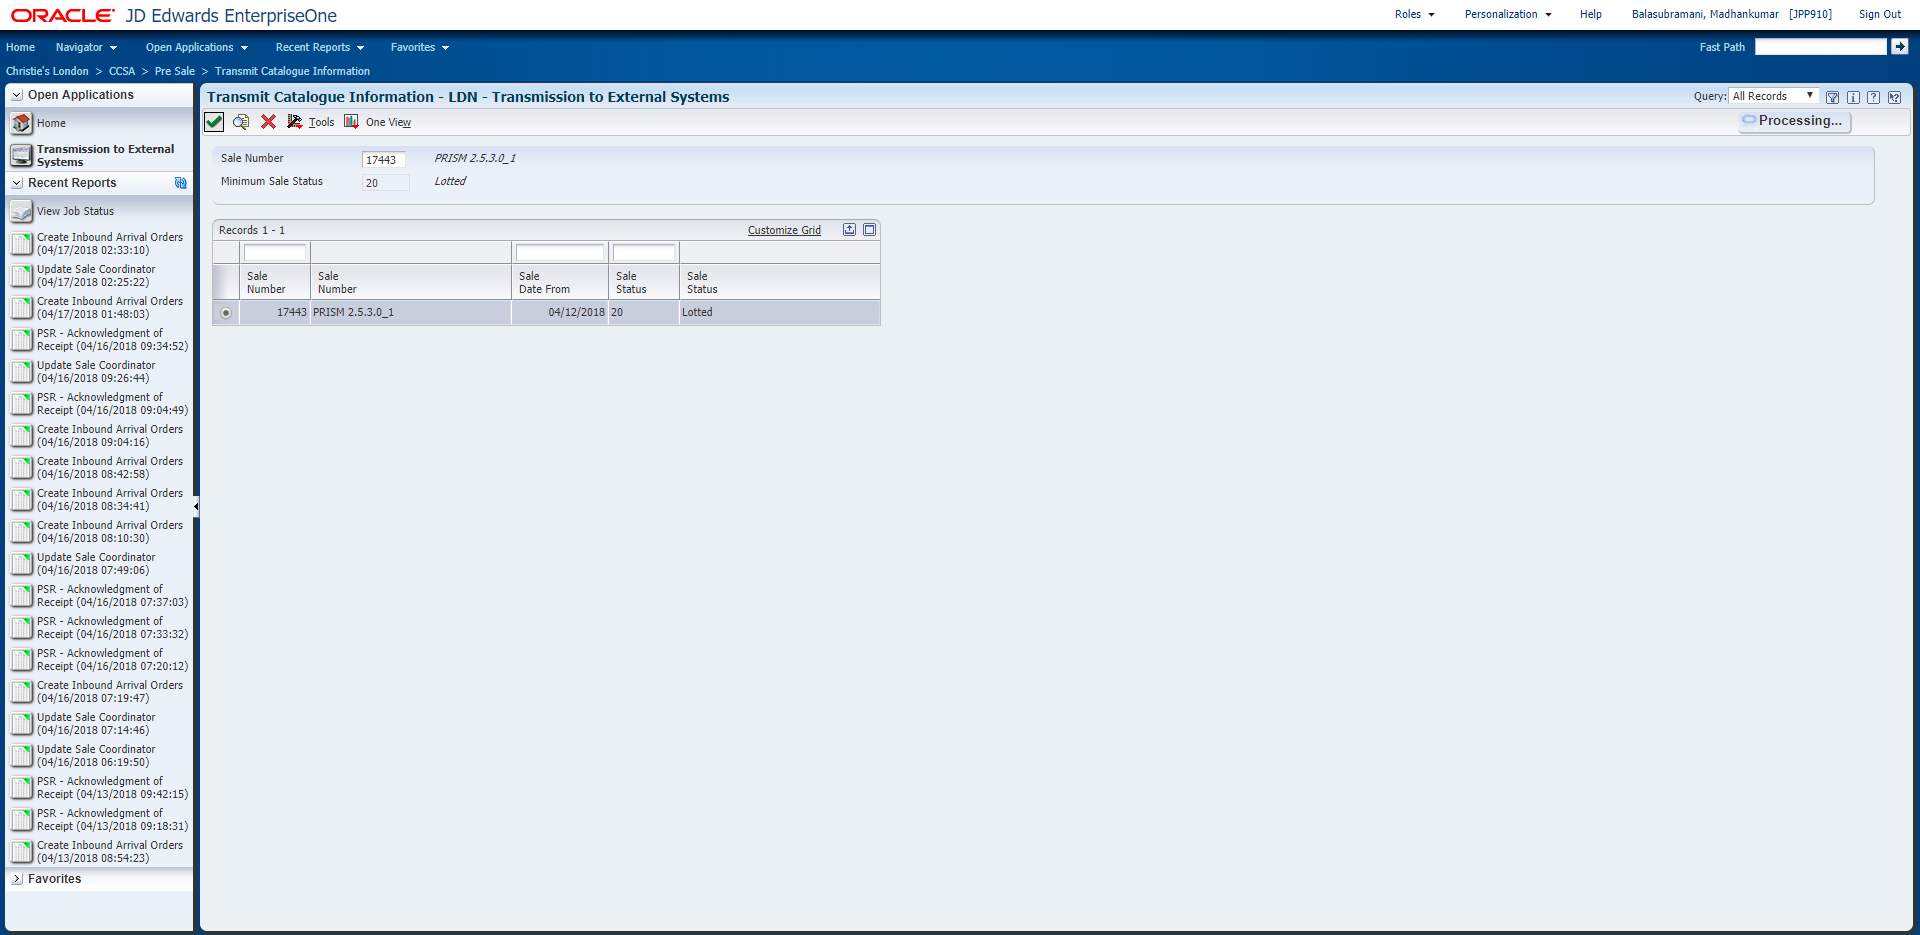 ORACLE JD Edwards EnterpriseOne
Roles Personalization Help Balasubramani, Madhankumar [JPP910] Sign Out
Home Navigator Open Applications Recent Reports Favorites Fast Path
Christie's London > CCSA > Pre Sale > Transmit Catalogue Information
Open Applications
Home
Transmission to External
Systems
Recent Reports
View Job Status
Create Inbound Arrival Orders
(04/17/2018 02:33:10)
Update Sale Coordinator
(04/17/2018 02:25:22)
Create Inbound Arrival Orders
(04/17/2018 01:48:03)
PSR - Acknowledgment of
Receipt (04/16/2018 09:34:52)
Update Sale Coordinator
(04/16/2018 09:26:44)
PSR - Acknowledgment of
Receipt (04/16/2018 09:04:49)
Create Inbound Arrival Orders
(04/16/2018 09:04:16)
Create Inbound Arrival Orders
(04/16/2018 08:42:58)
Create Inbound Arrival Orders
(04/16/2018 08:34:41)
Create Inbound Arrival Orders
(04/16/2018 08:10:30)
Update Sale Coordinator
(04/16/2018 07:49:06)
PSR - Acknowledgment of
Receipt (04/16/2018 07:37:03)
PSR - Acknowledgment of
Receipt (04/16/2018 07:33:32)
PSR - Acknowledgment of
Receipt (04/16/2018 07:20:12)
Create Inbound Arrival Orders
(04/16/2018 07:19:47)
Update Sale Coordinator
(04/16/2018 07:14:46)
Update Sale Coordinator
(04/16/2018 06:19:50)
PSR - Acknowledgment of
Receipt (04/13/2018 09:42:15)
PSR - Acknowledgment of
Receipt (04/13/2018 09:18:31)
Create Inbound Arrival Orders
(04/13/2018 08:54:23)
Favorites
Transmit Catalogue Information - LDN - Transmission to External Systems
Query: All Records
Tools One View
Processing...
Sale Number 17443 PRISM 2.5.3.0_1
Minimum Sale Status 20 Lotted
Records 1 - 1 Customize Grid
Sale Sale Sale Sale Sale
Number Number Date From Status Status
17443 PRISM 2.5.3.0_1 04/12/2018 20 Lotted